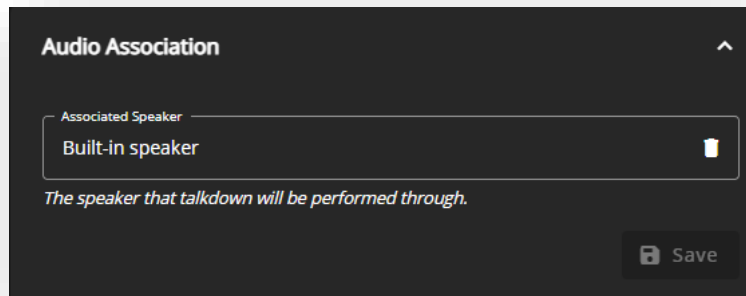 Audio Association
Associated Speaker
Built-in speaker
The speaker that talkdown will be performed through.
Save